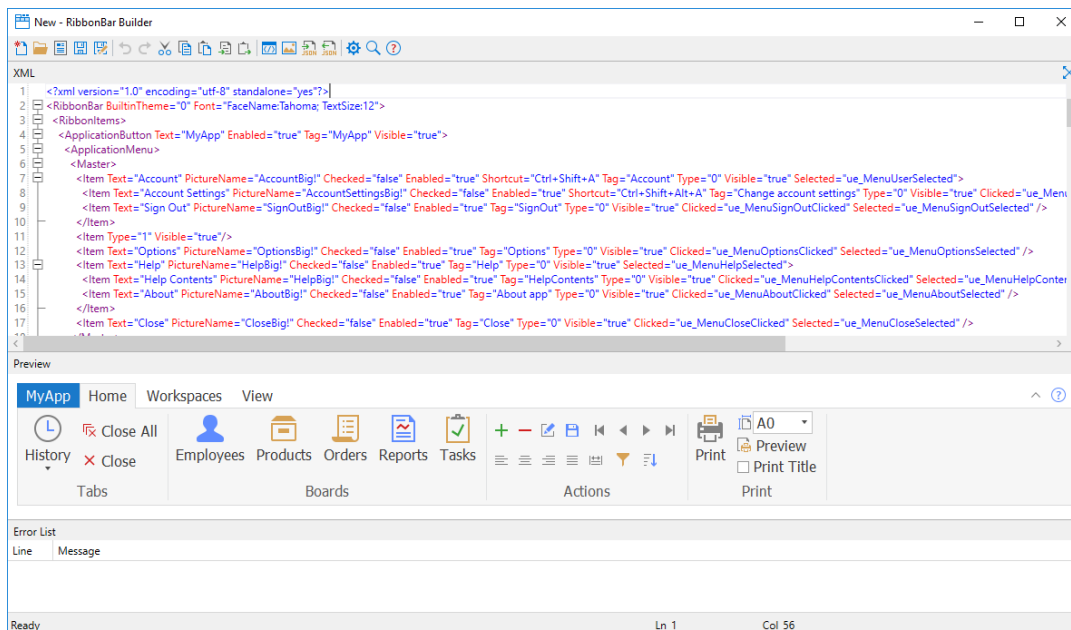 New - RibbonBar Builder
JSON JSON
XML
1 <?xml version="1.0" encoding="utf-8" standalone="yes"?>
2 <RibbonBar BuiltinTheme="0" Font="FaceName:Tahoma; TextSize:12">
3 <RibbonItems>
4 <ApplicationButton Text="MyApp" Enabled="true" Tag="MyApp" Visible="true">
5 <ApplicationMenu>
6 <Master>
7 <Item Text="Account" PictureName="AccountBig!" Checked="false" Enabled="true" Shortcut="Ctrl+Shift+A" Tag="Account" Type="0" Visible="true" Selected="ue_MenuUserSelected">
8 <Item Text="Account Settings" PictureName="AccountSettingsBig!" Checked="false" Enabled="true" Shortcut="Ctrl+Shift+Alt+A" Tag="Change account settings" Type="0" Visible="true" Clicked="ue_Menu
9 <Item Text="Sign Out" PictureName="SignOutBig!" Checked="false" Enabled="true" Tag="SignOut" Type="0" Visible="true" Clicked="ue_MenuSignOutClicked" Selected="ue_MenuSignOutSelected" />
10 </Item>
11 <Item Type="1" Visible="true"/>
12 <Item Text="Options" PictureName="OptionsBig!" Checked="false" Enabled="true" Tag="Options" Type="0" Visible="true" Clicked="ue_MenuOptionsClicked" Selected="ue_MenuOptionsSelected" />
13 <Item Text="Help" PictureName="HelpBig!" Checked="false" Enabled="true" Tag="Help" Type="0" Visible="true" Selected="ue_MenuHelpSelected">
14 <Item Text="Help Contents" PictureName="HelpBig!" Checked="false" Enabled="true" Tag="HelpContents" Type="0" Visible="true" Clicked="ue_MenuHelpContentsClicked" Selected="ue_MenuHelpConter
15 <Item Text="About" PictureName="AboutBig!" Checked="false" Enabled="true" Tag="About app" Type="0" Visible="true" Clicked="ue_MenuAboutClicked" Selected="ue_MenuAboutSelected" />
16 </Item>
17 <Item Text="Close" PictureName="CloseBig!" Checked="false" Enabled="true" Tag="Close" Type="0" Visible="true" Clicked="ue_MenuCloseClicked" Selected="ue_MenuCloseSelected" />
Preview
MyApp Home Workspaces View
History
Close All
Close
Tabs
Employees Products Orders Reports Tasks
Boards
Actions
Print
A0
Preview
Print Title
Print
Error List
Line Message
Ready Ln 1 Col 56